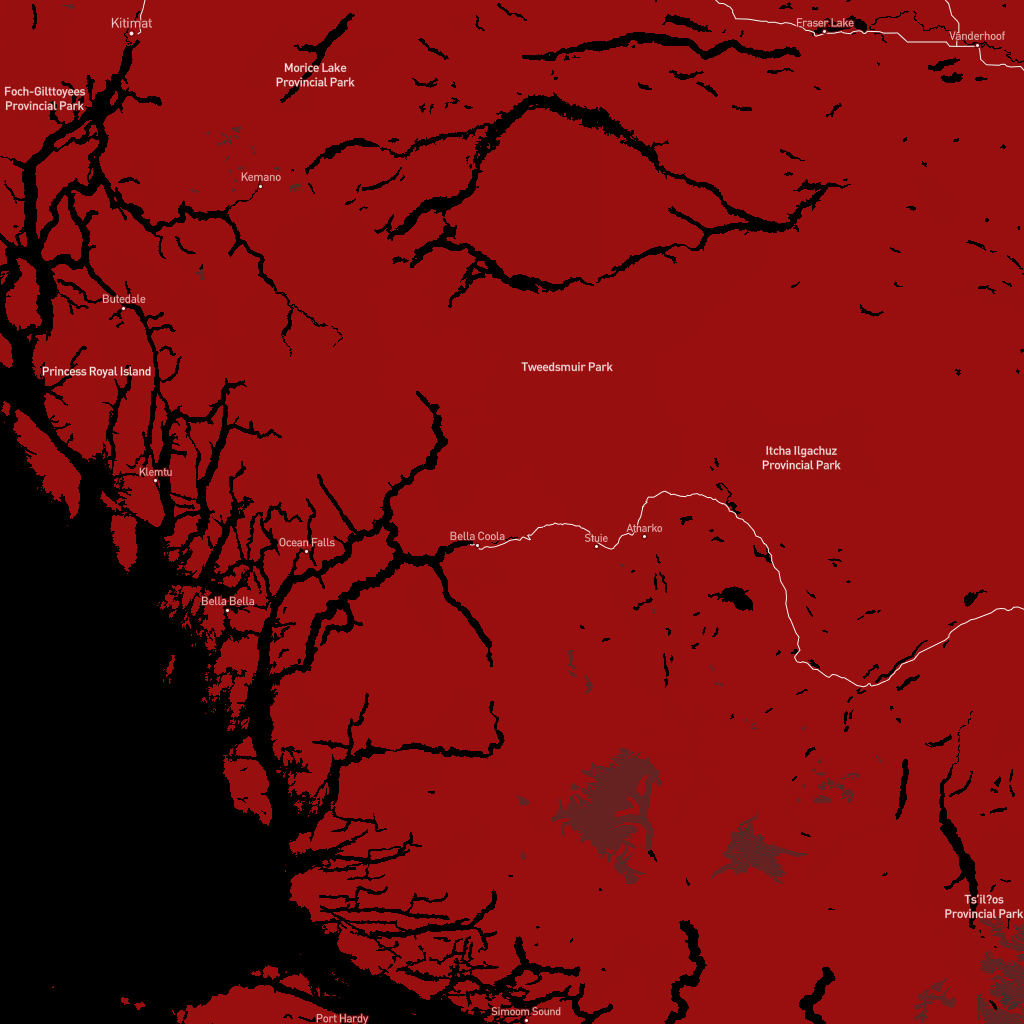 Kitimat
Fraser Lake
Vanderhoof
Morice Lake
Provincial Park
Foch-Gilttoyees
Provincial Park
Kemano
Butedale
Princess Royal Island
Tweedsmuir Park
Itcha Ilgachuz
Provincial Park
Klemtu
Bella Coola
Stuie
Atnarko
Ocean Falls
Bella Bella
Ts'il?os
Provincial Park
Simoom Sound
Port Hardy